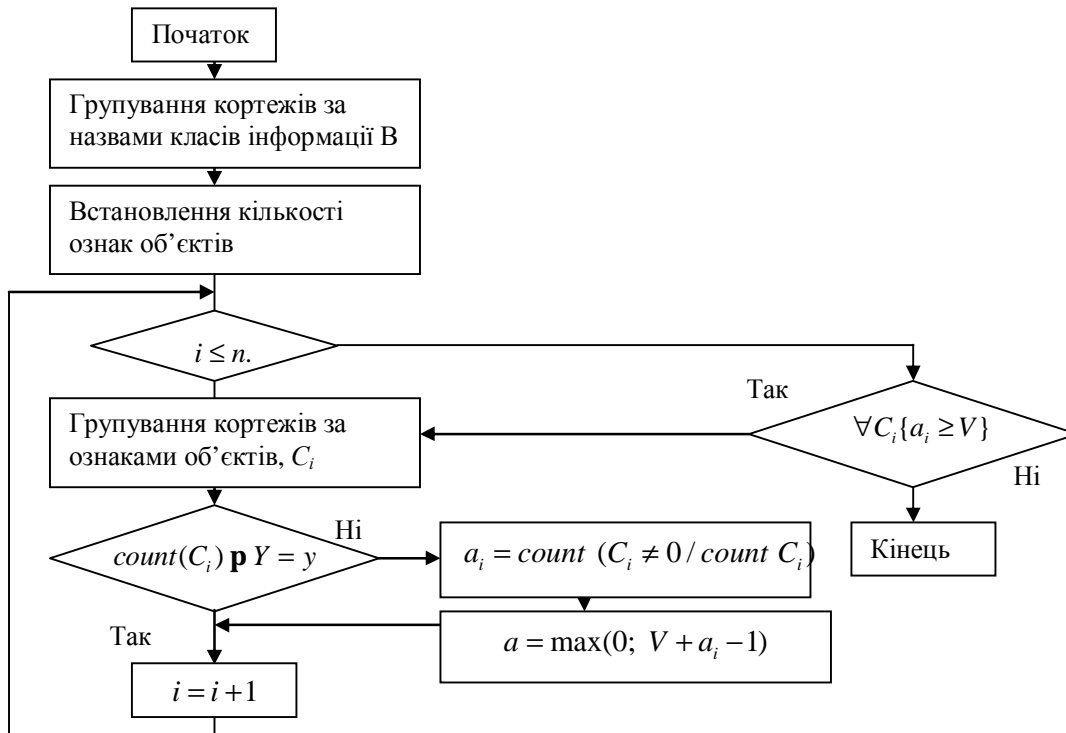 Початок
Групування кортежів за
назвами класів інформації В
Встановлення кількості
ознак об’єктів
i ≤ n.
Так
Групування кортежів за
ознаками об’єктів, Cᵢ
∀Cᵢ{aᵢ ≥ V}
Ні
Ні
count(Cᵢ) p Y = y
aᵢ = count (Cᵢ ≠ 0 / count Cᵢ)
Кінець
Так
a = max(0; V + aᵢ − 1)
i = i + 1